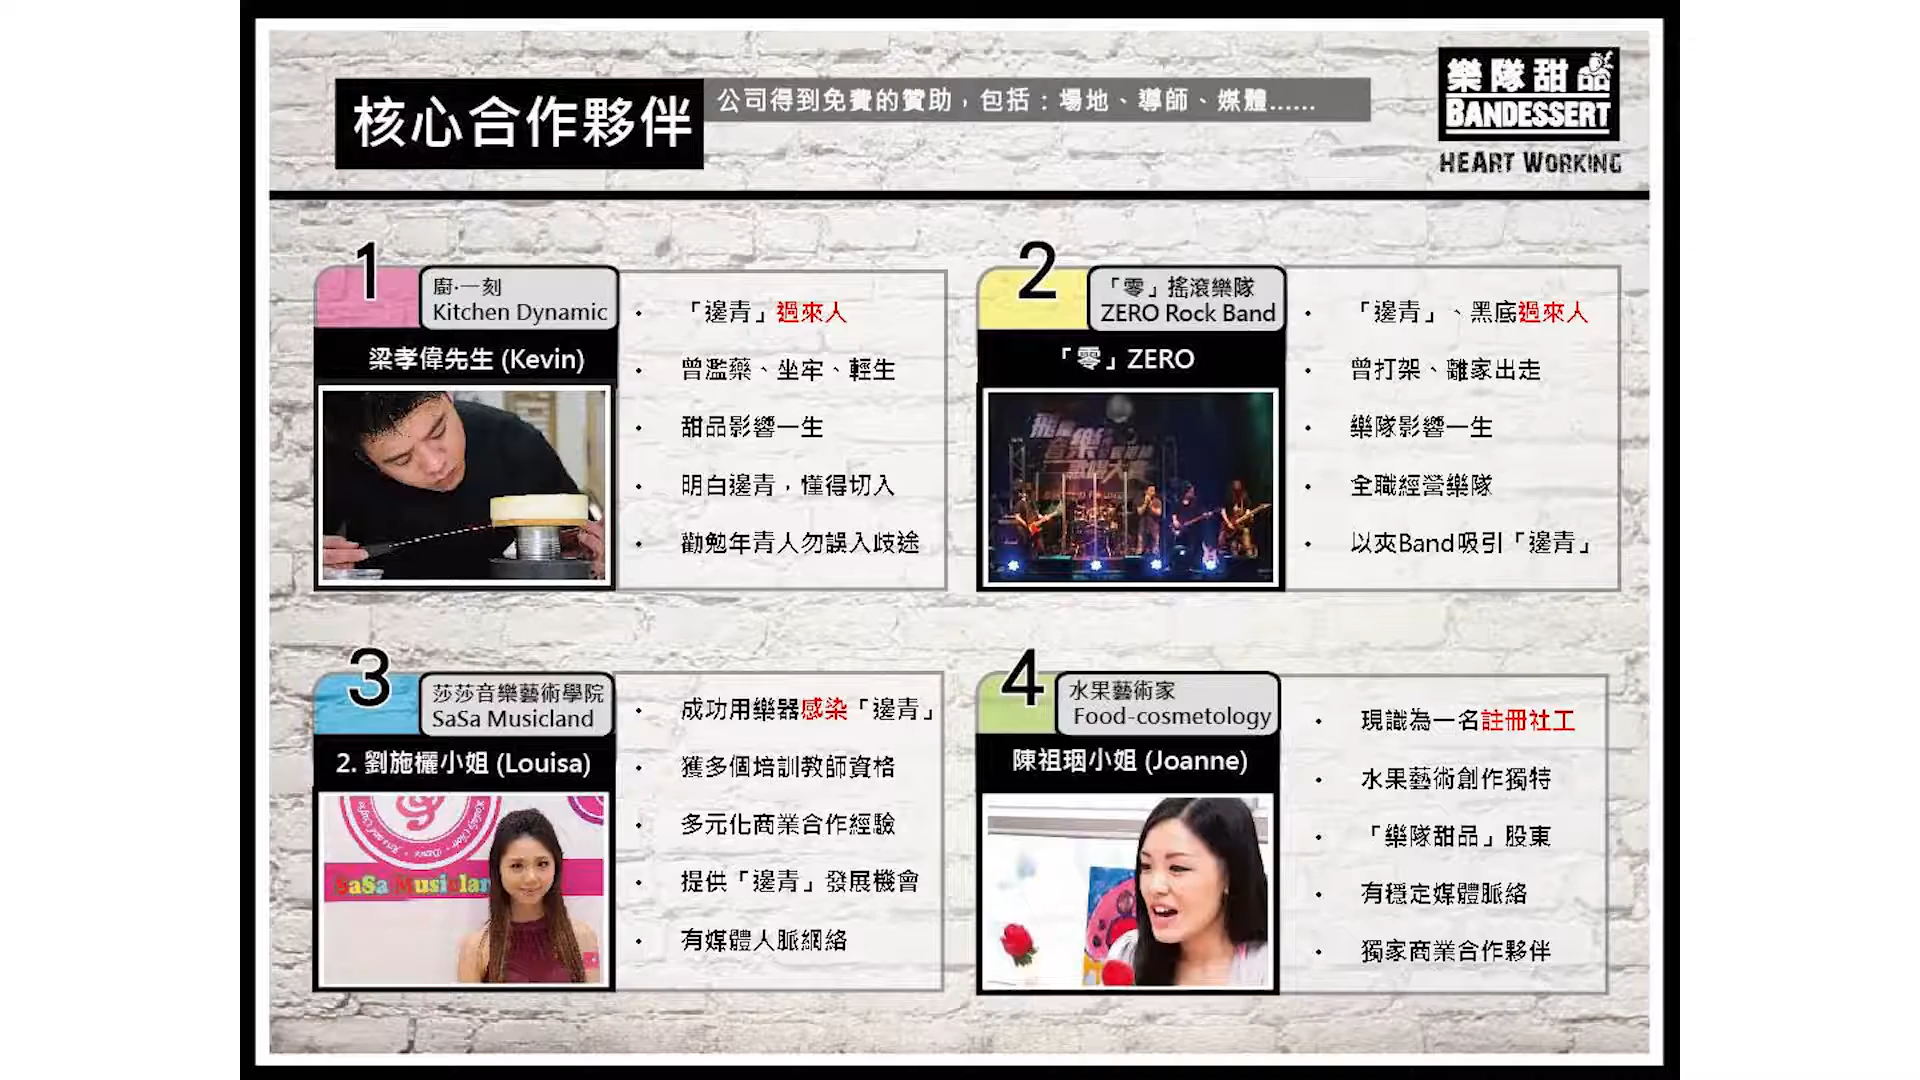 核心合作夥伴
公司得到免費的贊助，包括：場地、導師、媒體......
樂隊甜品
BANDESSERT
HEART WORKING
1
廚·一刻
Kitchen Dynamic
梁孝偉先生 (Kevin)
• 「邊青」過來人
• 曾濫藥、坐牢、輕生
• 甜品影響一生
• 明白邊青，懂得切入
• 勸勉年青人勿誤入歧途
2
「零」搖滾樂隊
ZERO Rock Band
「零」ZERO
• 「邊青」、黑底過來人
• 曾打架、離家出走
• 樂隊影響一生
• 全職經營樂隊
• 以夾Band吸引「邊青」
3
莎莎音樂藝術學院
SaSa Musicland
2. 劉施欐小姐 (Louisa)
SaSa Musiclan
• 成功用樂器感染「邊青」
• 獲多個培訓教師資格
• 多元化商業合作經驗
• 提供「邊青」發展機會
• 有媒體人脈網絡
4
水果藝術家
Food-cosmetology
陳祖珚小姐 (Joanne)
• 現識為一名註冊社工
• 水果藝術創作獨特
• 「樂隊甜品」股東
• 有穩定媒體脈絡
• 獨家商業合作夥伴